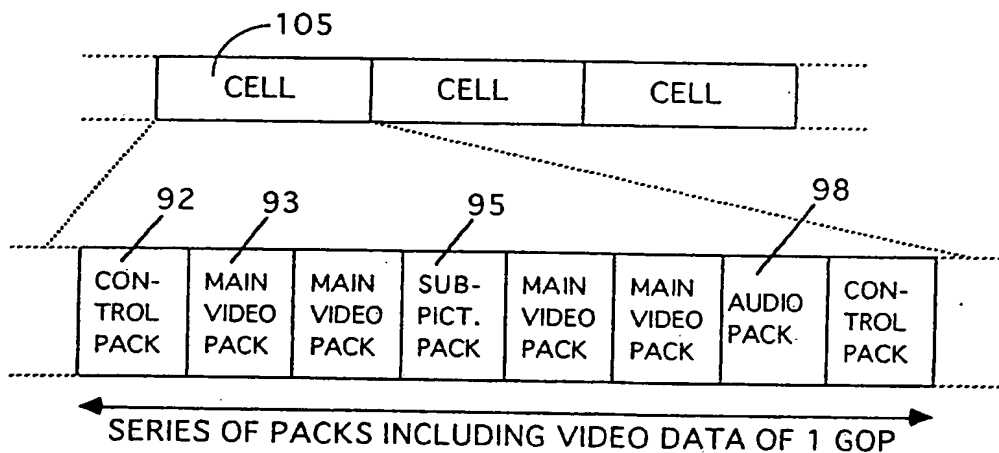 105
CELL CELL CELL
92 93 95 98
CON- MAIN MAIN SUB- MAIN MAIN AUDIO CON-
TROL VIDEO VIDEO PICT. VIDEO VIDEO PACK TROL
PACK PACK PACK PACK PACK PACK PACK
SERIES OF PACKS INCLUDING VIDEO DATA OF 1 GOP